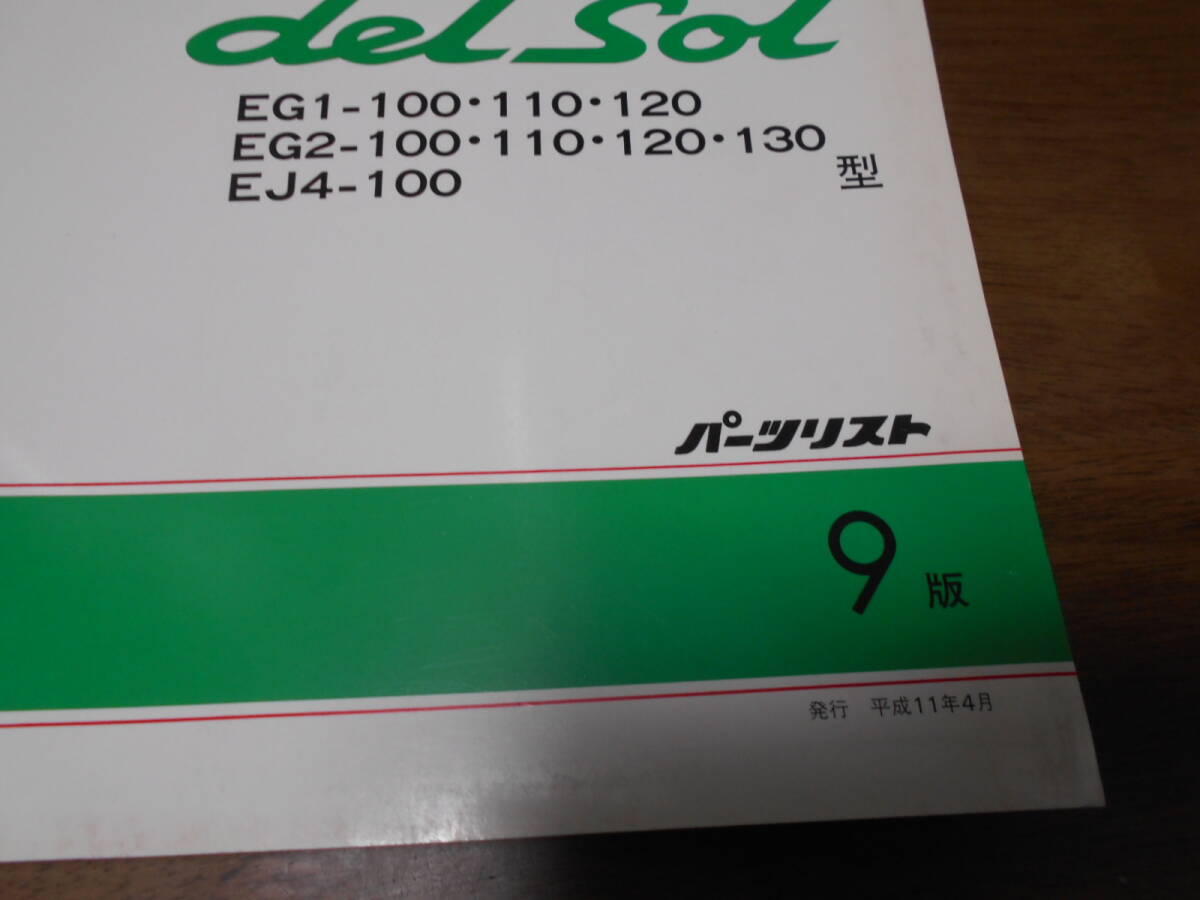 del Sol
EG1-100・110・120
EG2-100・110・120・130
EJ4-100
型
パーツリスト
9版
発行 平成11年4月